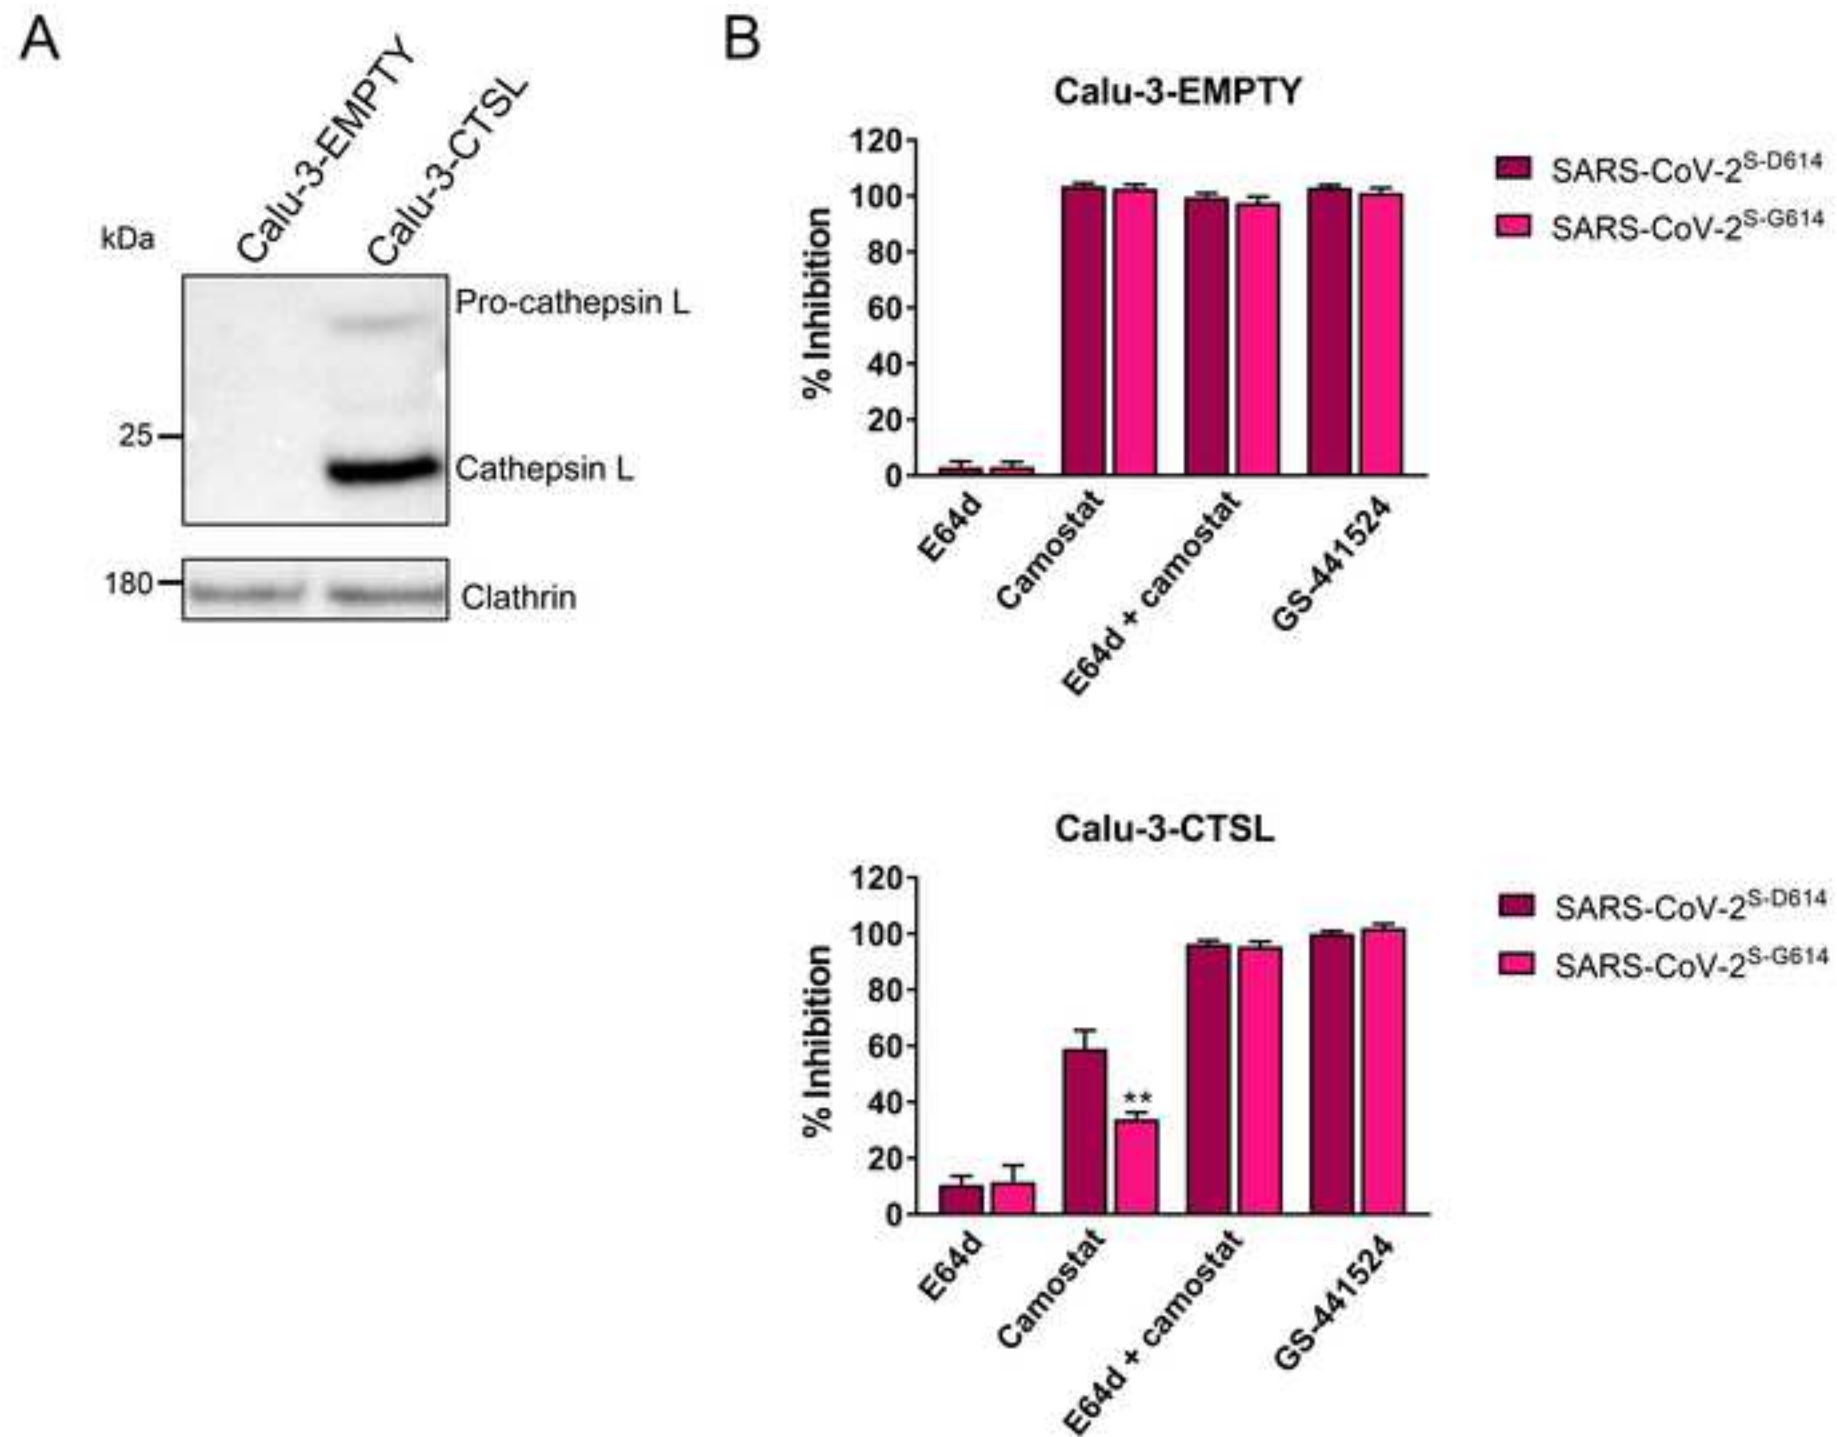 A
Calu-3-EMPTY
Calu-3-CTSL
kDa
Pro-cathepsin L
25
Cathepsin L
180
Clathrin
B
Calu-3-EMPTY
% Inhibition
120
100
80
60
40
20
0
E64d
Camostat
E64d + camostat
GS-441524
SARS-CoV-2S-D614
SARS-CoV-2S-G614
Calu-3-CTSL
% Inhibition
120
100
80
60
40
20
0
**
E64d
Camostat
E64d + camostat
GS-441524
SARS-CoV-2S-D614
SARS-CoV-2S-G614